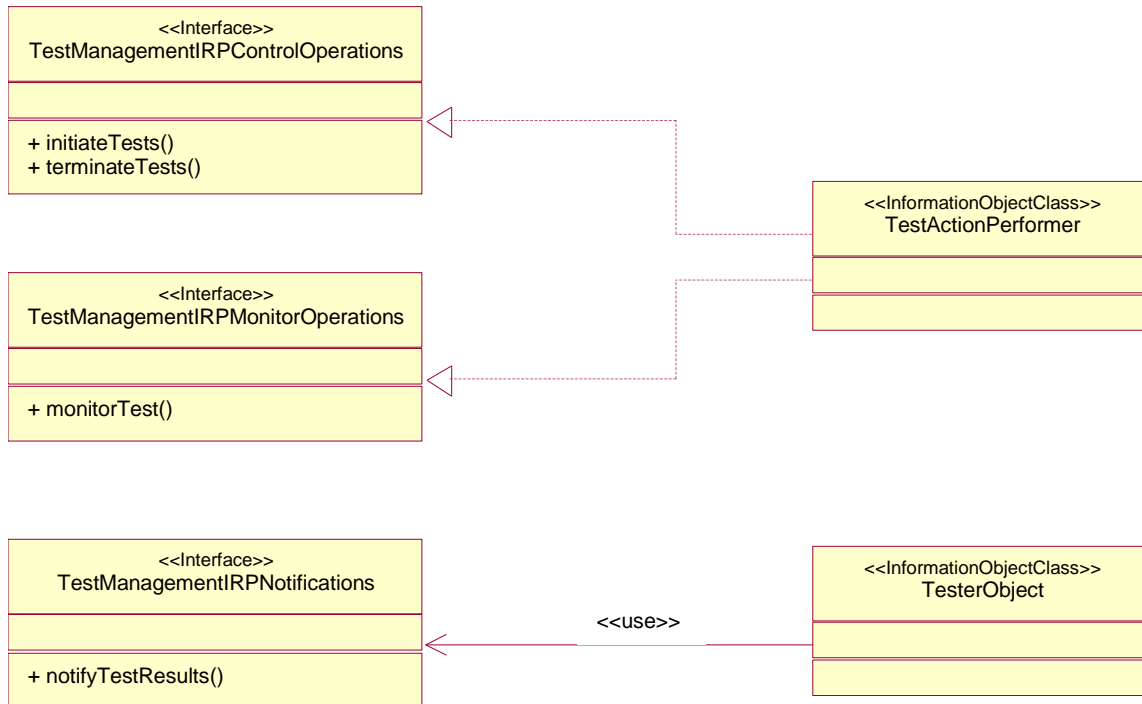 <<Interface>>
TestManagementIRPControlOperations
+ initiateTests()
+ terminateTests()
<<InformationObjectClass>>
TestActionPerformer
<<Interface>>
TestManagementIRPMonitorOperations
+ monitorTest()
<<Interface>>
TestManagementIRPNotifications
+ notifyTestResults()
<<use>>
<<InformationObjectClass>>
TesterObject